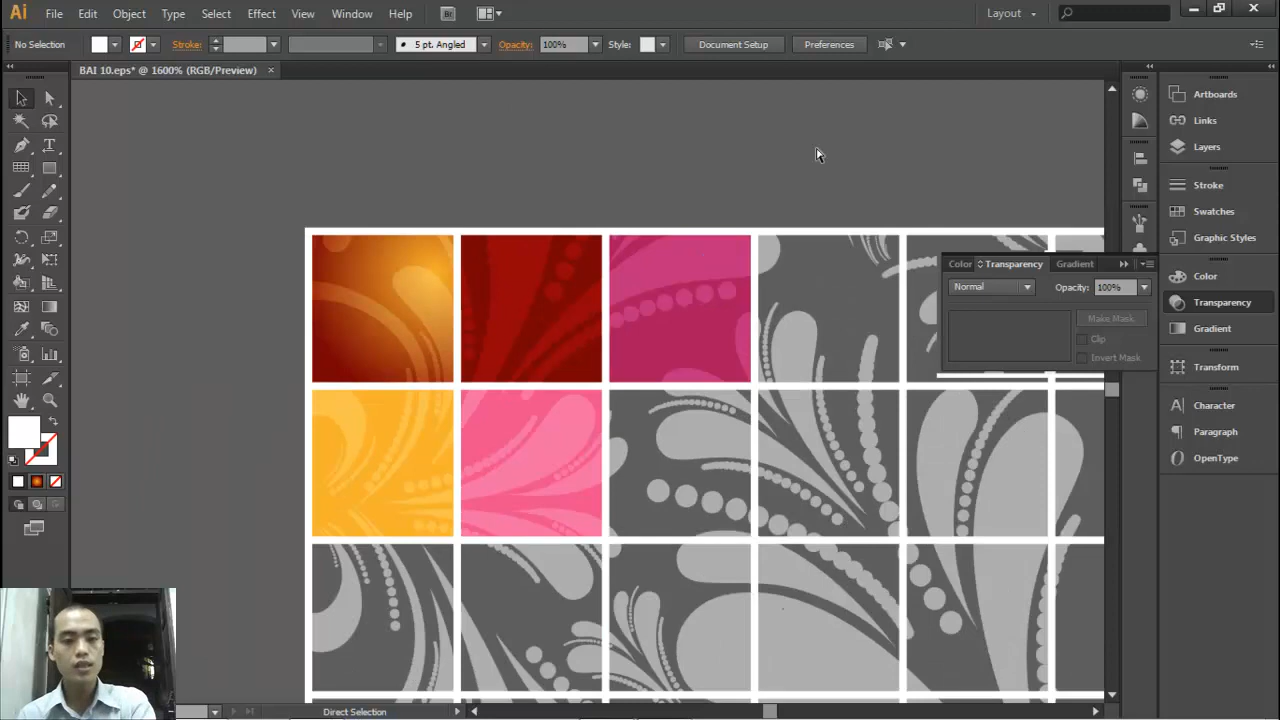 Ai File Edit Object Type Select Effect View Window Help Br Layout
No Selection Stroke: 5 pt. Angled Opacity: 100% Style: Document Setup Preferences
BAI 10.eps* @ 1600% (RGB/Preview) ×
Artboards
Links
Layers
Stroke
Swatches
Graphic Styles
Color Transparency Gradient
Normal Opacity: 100%
Make Mask
Clip
Invert Mask
Color
Transparency
Gradient
Transform
Character
Paragraph
OpenType
Direct Selection